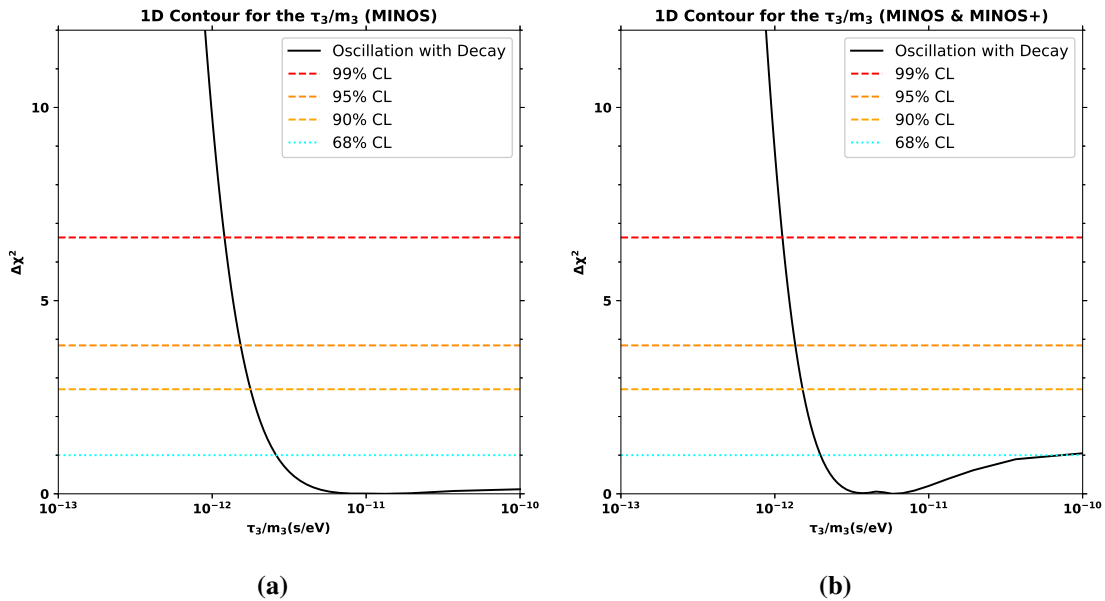 1D Contour for the τ₃/m₃ (MINOS)
Oscillation with Decay
99% CL
95% CL
90% CL
68% CL
10
5
0
Δχ²
10⁻¹³ 10⁻¹² 10⁻¹¹ 10⁻¹⁰
τ₃/m₃(s/eV)
(a)
1D Contour for the τ₃/m₃ (MINOS & MINOS+)
Oscillation with Decay
99% CL
95% CL
90% CL
68% CL
10
5
0
Δχ²
10⁻¹³ 10⁻¹² 10⁻¹¹ 10⁻¹⁰
τ₃/m₃(s/eV)
(b)